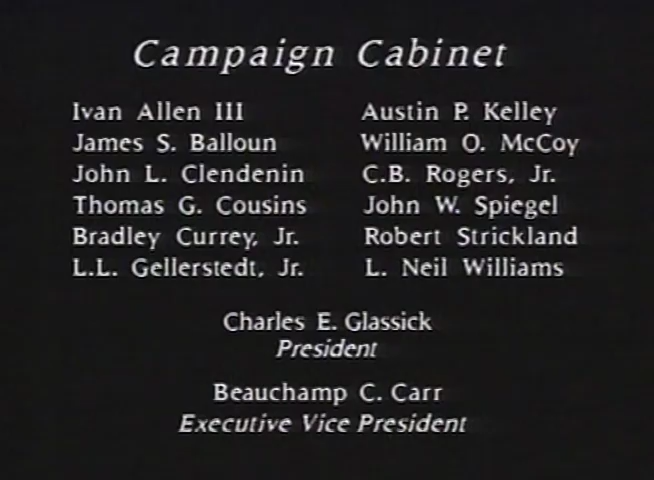 Campaign Cabinet
Ivan Allen III
James S. Balloun
John L. Clendenin
Thomas G. Cousins
Bradley Currey, Jr.
L.L. Gellerstedt, Jr.
Austin P. Kelley
William O. McCoy
C.B. Rogers, Jr.
John W. Spiegel
Robert Strickland
L. Neil Williams
Charles E. Glassick
President
Beauchamp C. Carr
Executive Vice President